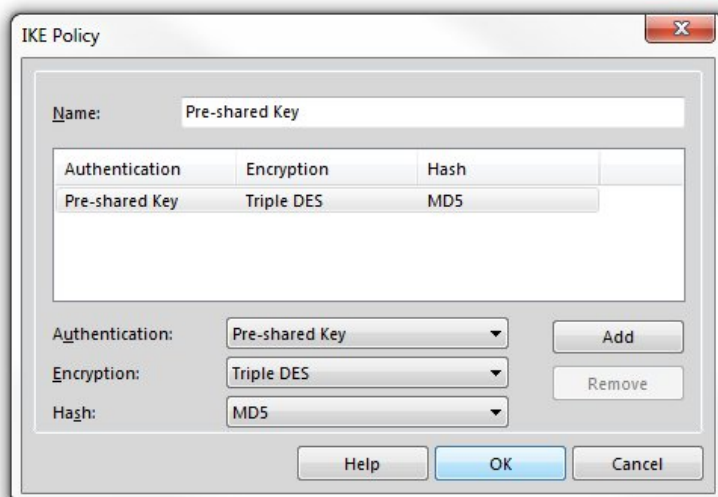 IKE Policy
Name: Pre-shared Key
Authentication Encryption Hash
Pre-shared Key Triple DES MD5
Authentication: Pre-shared Key Add
Encryption: Triple DES Remove
Hash: MD5
Help OK Cancel